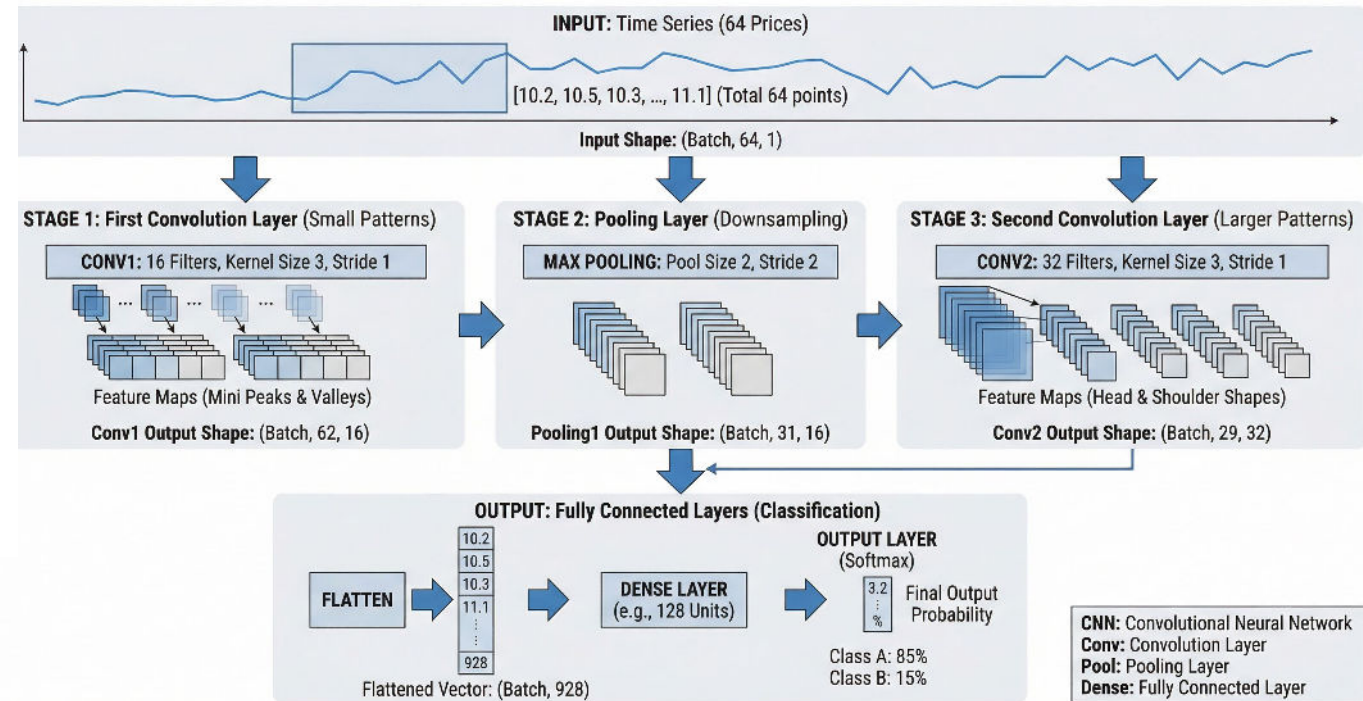 INPUT: Time Series (64 Prices)
[10.2, 10.5, 10.3, ..., 11.1] (Total 64 points)
Input Shape: (Batch, 64, 1)
STAGE 1: First Convolution Layer (Small Patterns)
CONV1: 16 Filters, Kernel Size 3, Stride 1
... ... ...
Feature Maps (Mini Peaks & Valleys)
Conv1 Output Shape: (Batch, 62, 16)
STAGE 2: Pooling Layer (Downsampling)
MAX POOLING: Pool Size 2, Stride 2
Pooling1 Output Shape: (Batch, 31, 16)
STAGE 3: Second Convolution Layer (Larger Patterns)
CONV2: 32 Filters, Kernel Size 3, Stride 1
Feature Maps (Head & Shoulder Shapes)
Conv2 Output Shape: (Batch, 29, 32)
OUTPUT: Fully Connected Layers (Classification)
FLATTEN
10.2
10.5
10.3
11.1
⋮
⋮
928
Flattened Vector: (Batch, 928)
DENSE LAYER
(e.g., 128 Units)
OUTPUT LAYER
(Softmax)
3.2
⋮
%
Final Output
Probability
Class A: 85%
Class B: 15%
CNN: Convolutional Neural Network
Conv: Convolution Layer
Pool: Pooling Layer
Dense: Fully Connected Layer